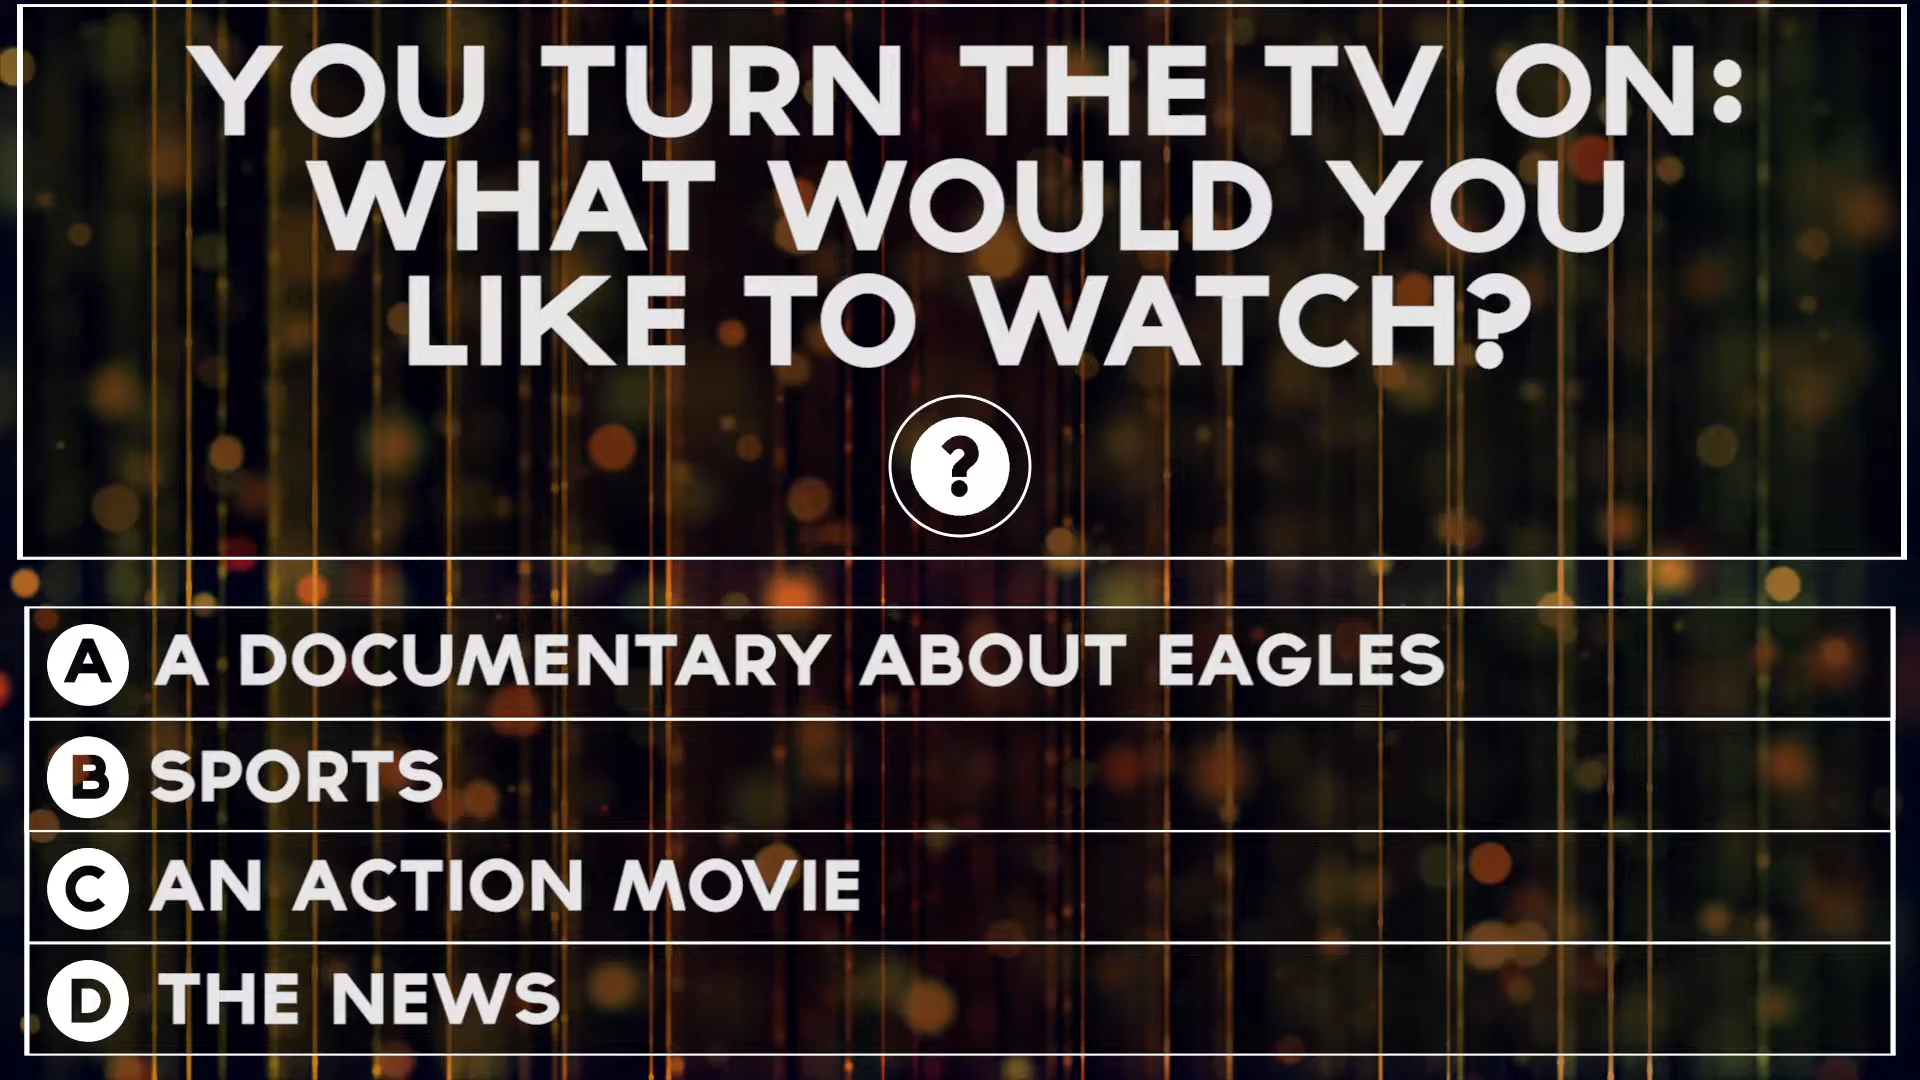 YOU TURN THE TV ON:
WHAT WOULD YOU
LIKE TO WATCH?
?
A A DOCUMENTARY ABOUT EAGLES
B SPORTS
C AN ACTION MOVIE
D THE NEWS